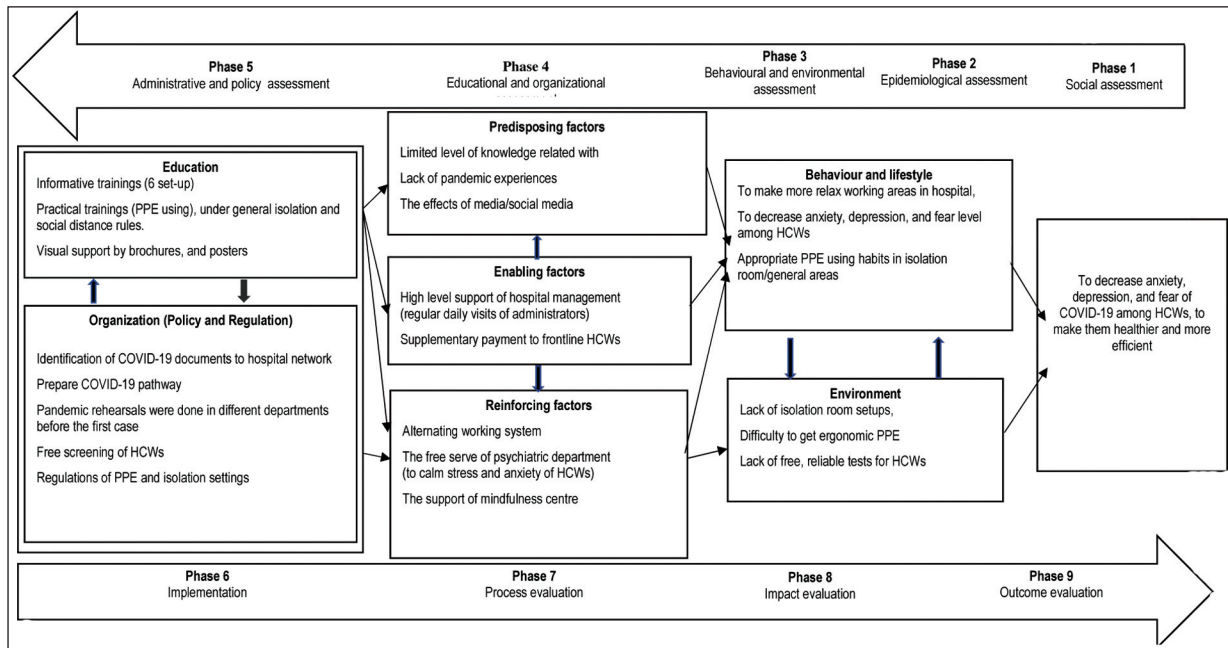 Phase 5
Administrative and policy assessment
Phase 4
Educational and organizational
Phase 3
Behavioural and environmental
assessment
Phase 2
Epidemiological assessment
Phase 1
Social assessment
Education
Informative trainings (6 set-up)
Practical trainings (PPE using), under general isolation and
social distance rules.
Visual support by brochures, and posters
Organization (Policy and Regulation)
Identification of COVID-19 documents to hospital network
Prepare COVID-19 pathway
Pandemic rehearsals were done in different departments
before the first case
Free screening of HCWs
Regulations of PPE and isolation settings
Predisposing factors
Limited level of knowledge related with
Lack of pandemic experiences
The effects of media/social media
Enabling factors
High level support of hospital management
(regular daily visits of administrators)
Supplementary payment to frontline HCWs
Reinforcing factors
Alternating working system
The free serve of psychiatric department
(to calm stress and anxiety of HCWs)
The support of mindfulness centre
Behaviour and lifestyle
To make more relax working areas in hospital,
To decrease anxiety, depression, and fear level
among HCWs
Appropriate PPE using habits in isolation
room/general areas
Environment
Lack of isolation room setups,
Difficulty to get ergonomic PPE
Lack of free, reliable tests for HCWs
To decrease anxiety,
depression, and fear of
COVID-19 among HCWs, to
make them healthier and more
efficient
Phase 6
Implementation
Phase 7
Process evaluation
Phase 8
Impact evaluation
Phase 9
Outcome evaluation